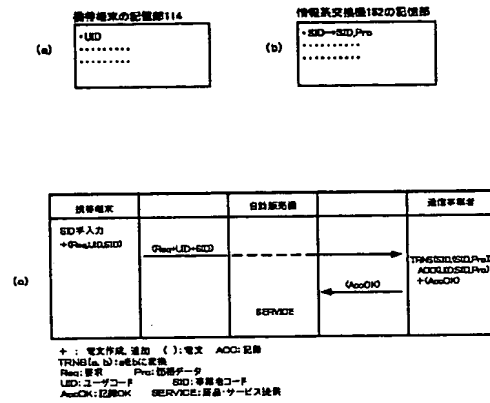 携帯端末の記憶部114
・UID
(a)
情報系交換機182の記憶部
・SID→SID,Pro
(b)
携帯端末
自動販売機
通信事業者
SID手入力
+(Req,UID,SID)
(Req+UID+SID)
TRNS(SID,(SID,Pro))
ACC(UID,SID,Pro)
+(AccOK)
(AccOK)
SERVICE
(c)
+ : 電文作成、追加 ( ):電文 ACC:記録
TRNS(a, b):aをbに変換
Req:要求 Pro:価格データ
UID:ユーザコード SID:事業者コード
AccOK:記録OK SERVICE:商品・サービス提供